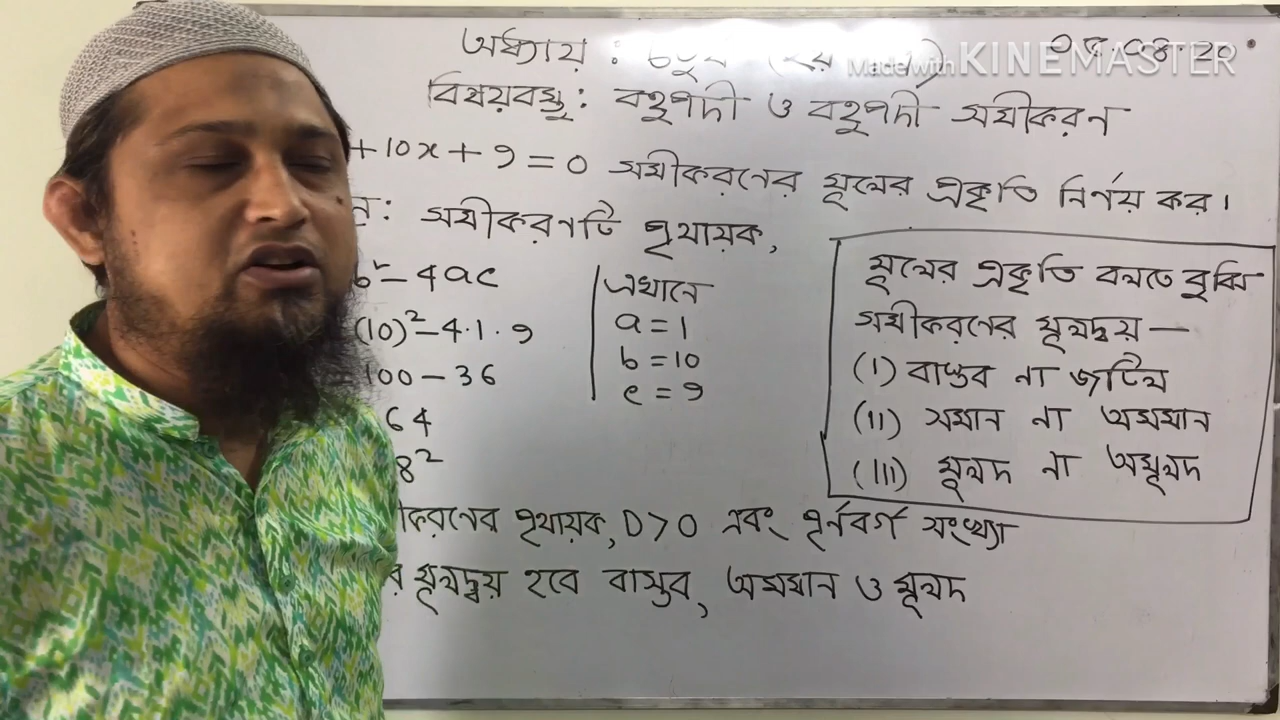 অধ্যায় :
Made with KINEMASTER
বিষয়বস্তু : বহুপদী ও বহুপদী সমীকরণ
+ 10x + 9 = 0 সমীকরণের মূলের প্রকৃতি নির্ণয় কর।
ন: সমীকরণটি পৃথায়ক,
b² - 4ac
(10)² - 4·1·9
100 - 36
64
8²
এখানে
a = 1
b = 10
c = 9
মূলের প্রকৃতি বলতে বুঝি
সমীকরণের মূলদ্বয় —
(I) বাস্তব না জটিল
(II) সমান না অসমান
(III) মূলদ না অমূলদ
করণের পৃথায়ক, D > 0 এবং পূর্নবর্গ সংখ্যা
র মূলদ্বয় হবে বাস্তব, অসমান ও মূলদ